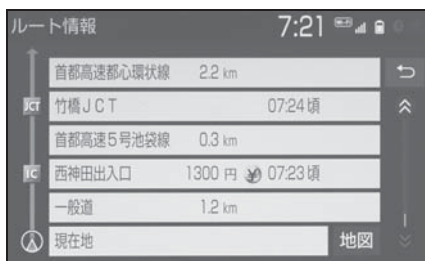 ルート情報 7:21
首都高速都心環状線 2.2 km
JCT 竹橋JCT 07:24頃
首都高速5号池袋線 0.3 km
IC 西神田出入口 1300 円 07:23頃
一般道 1.2 km
現在地 地図